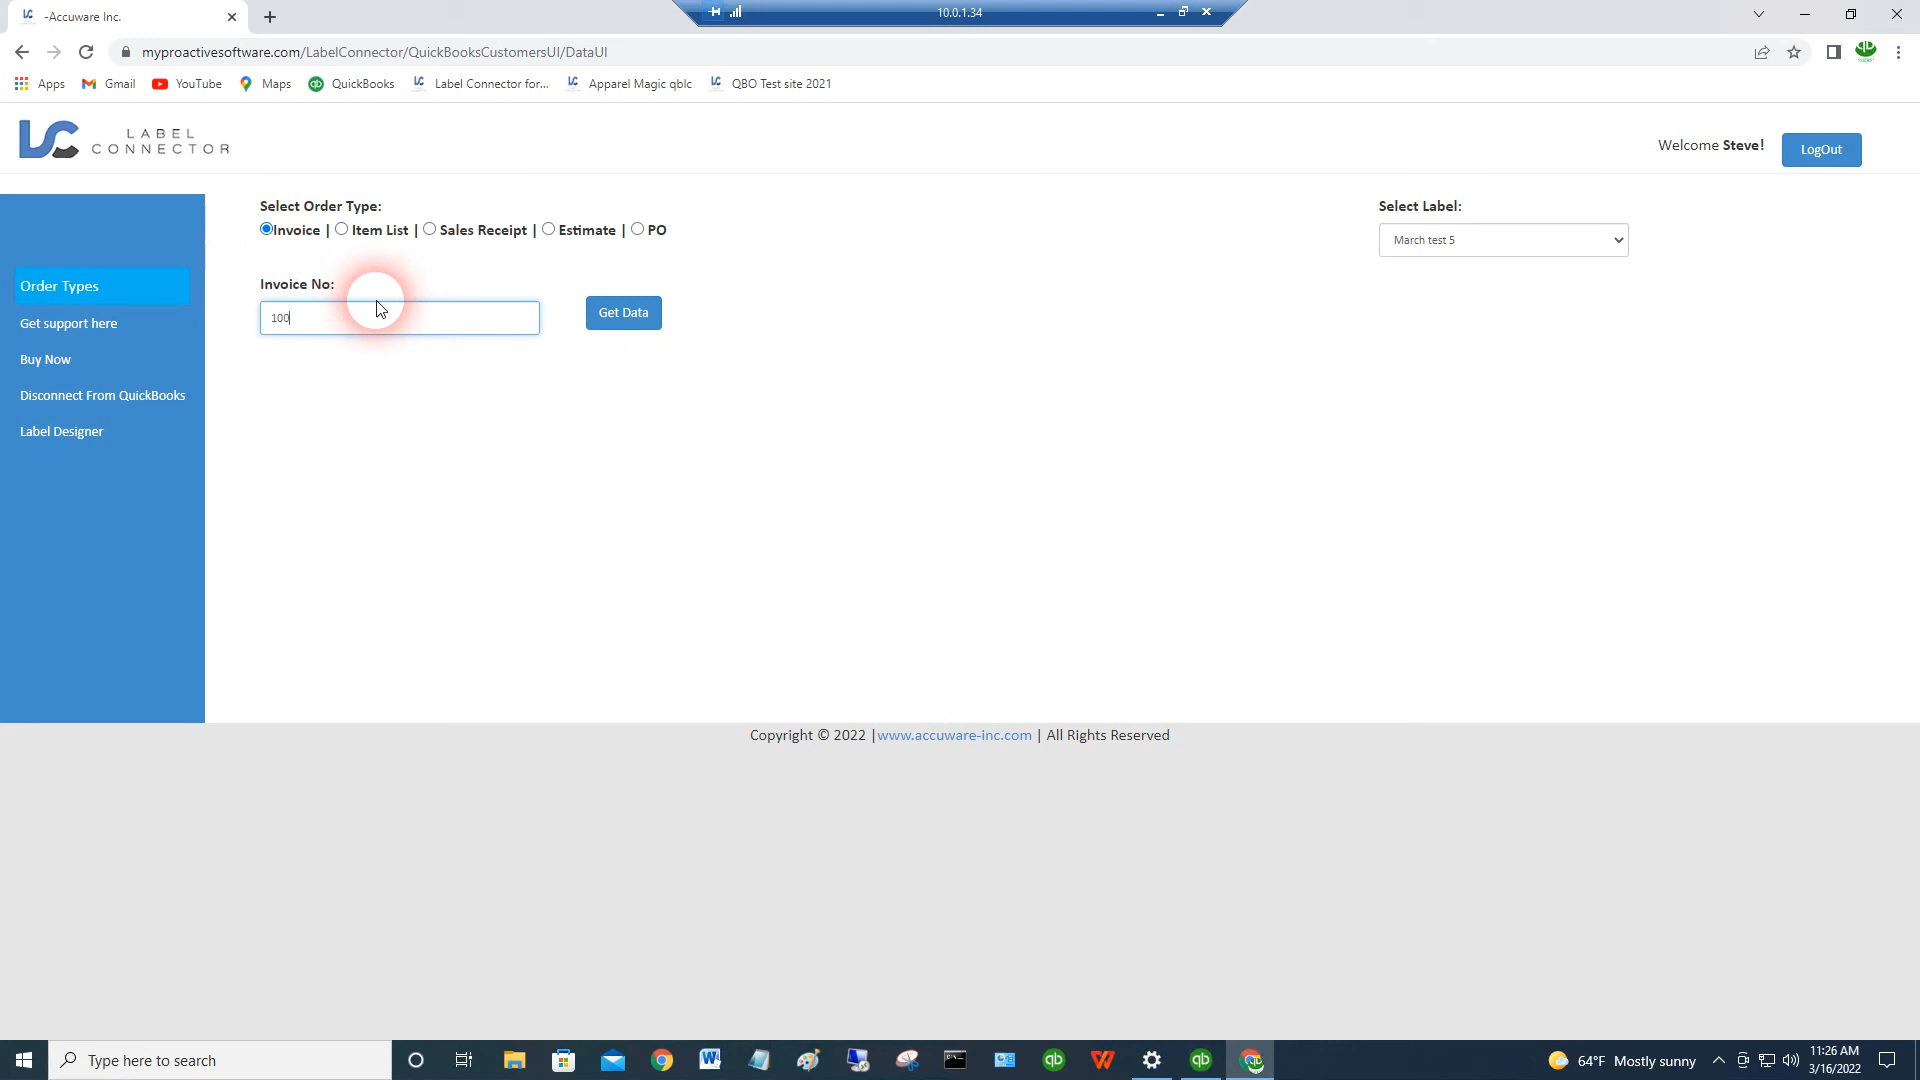 -Accuware Inc.
10.0.1.34
myproactivesoftware.com/LabelConnector/QuickBooksCustomersUI/DataUI
Apps
Gmail
YouTube
Maps
QuickBooks
Label Connector for...
Apparel Magic qblc
QBO Test site 2021
LABEL
CONNECTOR
Welcome Steve!
LogOut
Order Types
Get support here
Buy Now
Disconnect From QuickBooks
Label Designer
Select Order Type:
Invoice | Item List | Sales Receipt | Estimate | PO
Invoice No:
100
Get Data
Select Label:
March test 5
Copyright © 2022 |www.accuware-inc.com | All Rights Reserved
Type here to search
64°F Mostly sunny
11:26 AM
3/16/2022